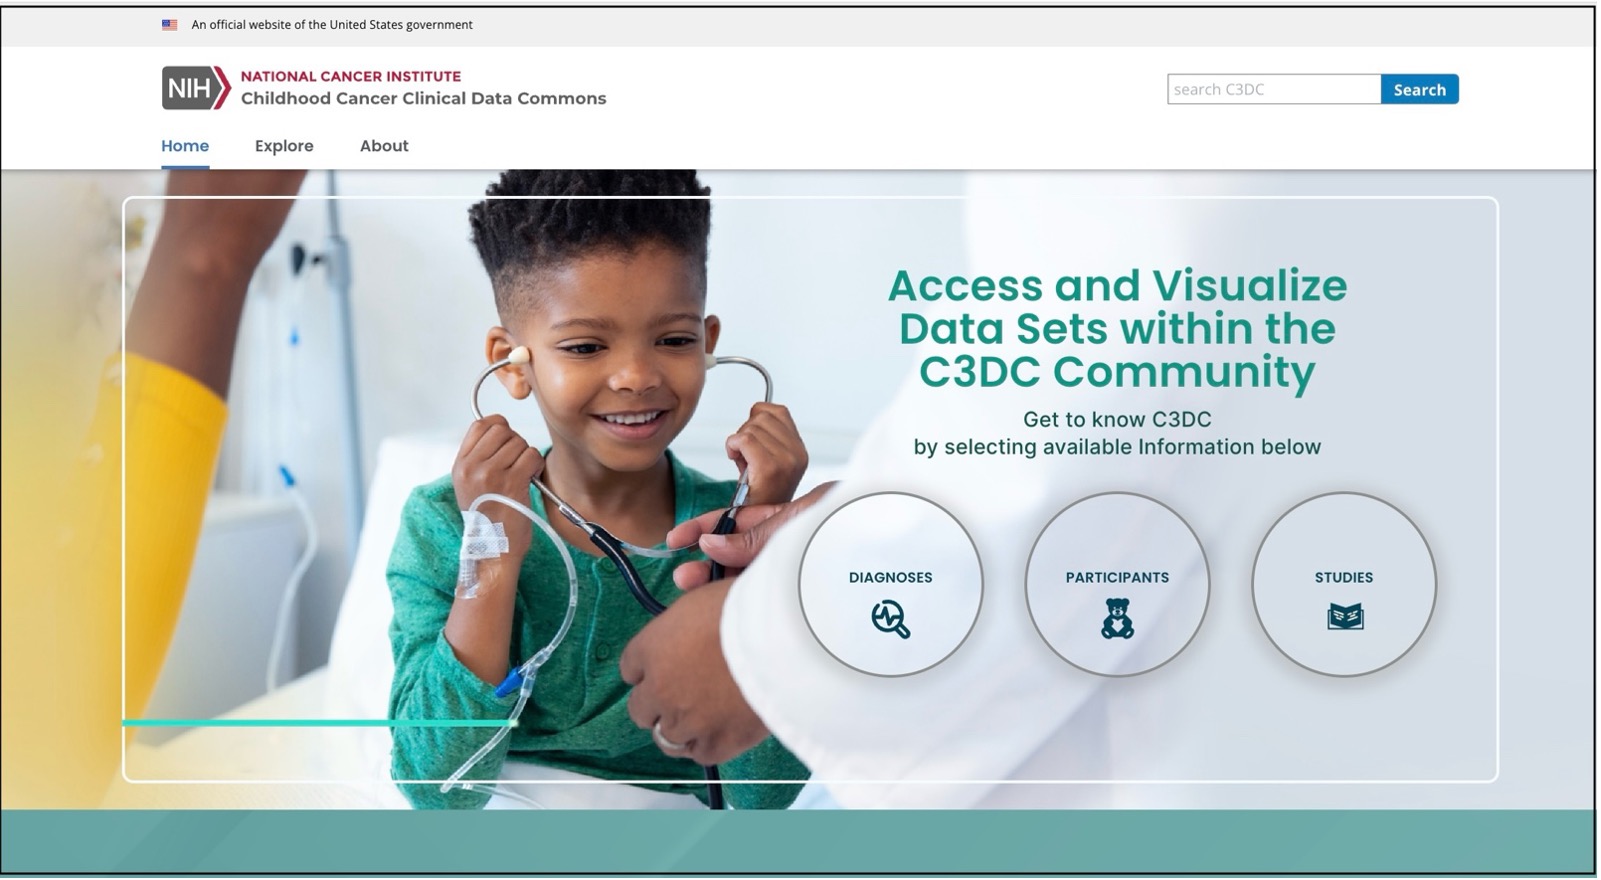 An official website of the United States government
NIH
NATIONAL CANCER INSTITUTE
Childhood Cancer Clinical Data Commons
search C3DC
Search
Home
Explore
About
Access and Visualize
Data Sets within the
C3DC Community
Get to know C3DC
by selecting available Information below
DIAGNOSES
PARTICIPANTS
STUDIES